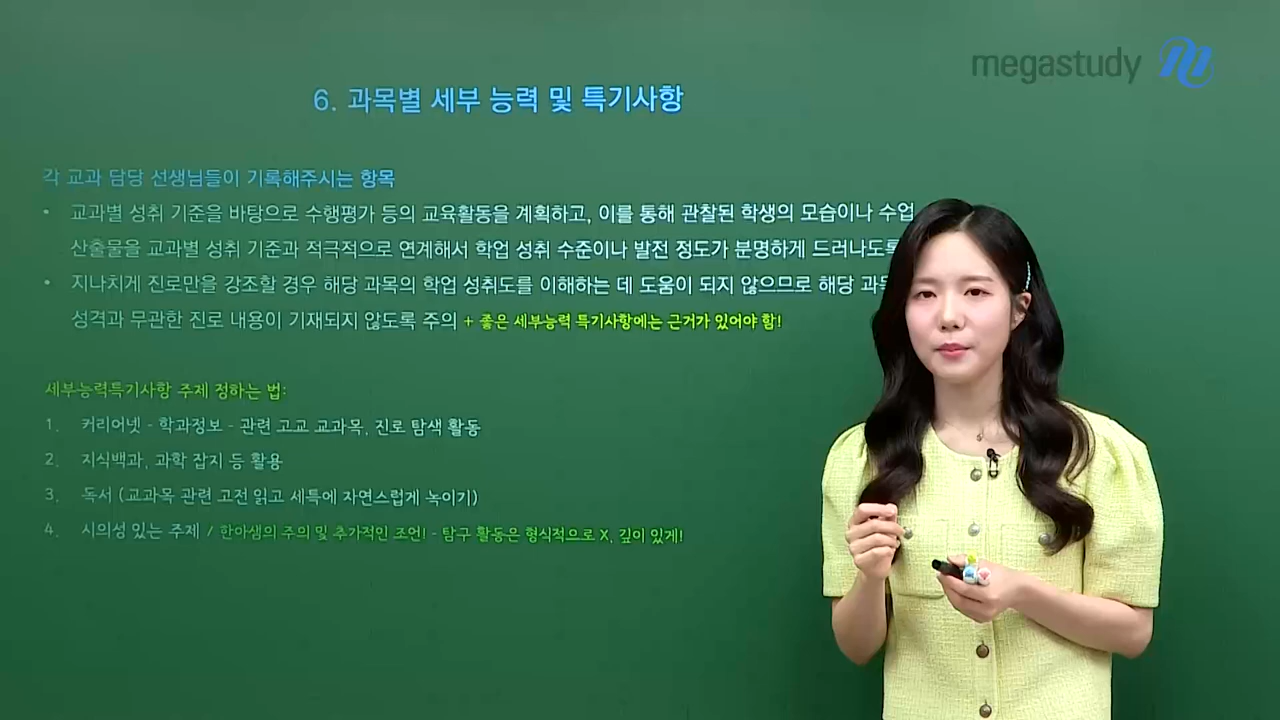 megastudy
6. 과목별 세부 능력 및 특기사항
각 교과 담당 선생님들이 기록해주시는 항목
• 교과별 성취 기준을 바탕으로 수행평가 등의 교육활동을 계획하고, 이를 통해 관찰된 학생의 모습이나 수업
산출물을 교과별 성취 기준과 적극적으로 연계해서 학업 성취 수준이나 발전 정도가 분명하게 드러나도록
• 지나치게 진로만을 강조할 경우 해당 과목의 학업 성취도를 이해하는 데 도움이 되지 않으므로 해당
성격과 무관한 진로 내용이 기재되지 않도록 주의 + 좋은 세부능력 특기사항에는 근거가 있어야 함!
세부능력특기사항 주제 정하는 법:
1. 커리어넷 - 학과정보 - 관련 고교 교과목, 진로 탐색 활동
2. 지식백과, 과학 잡지 등 활용
3. 독서 (교과목 관련 고전 읽고 세특에 자연스럽게 녹이기)
4. 시의성 있는 주제 / 한아샘의 주의 및 추가적인 조언! - 탐구 활동은 형식적으로 X, 깊이 있게!